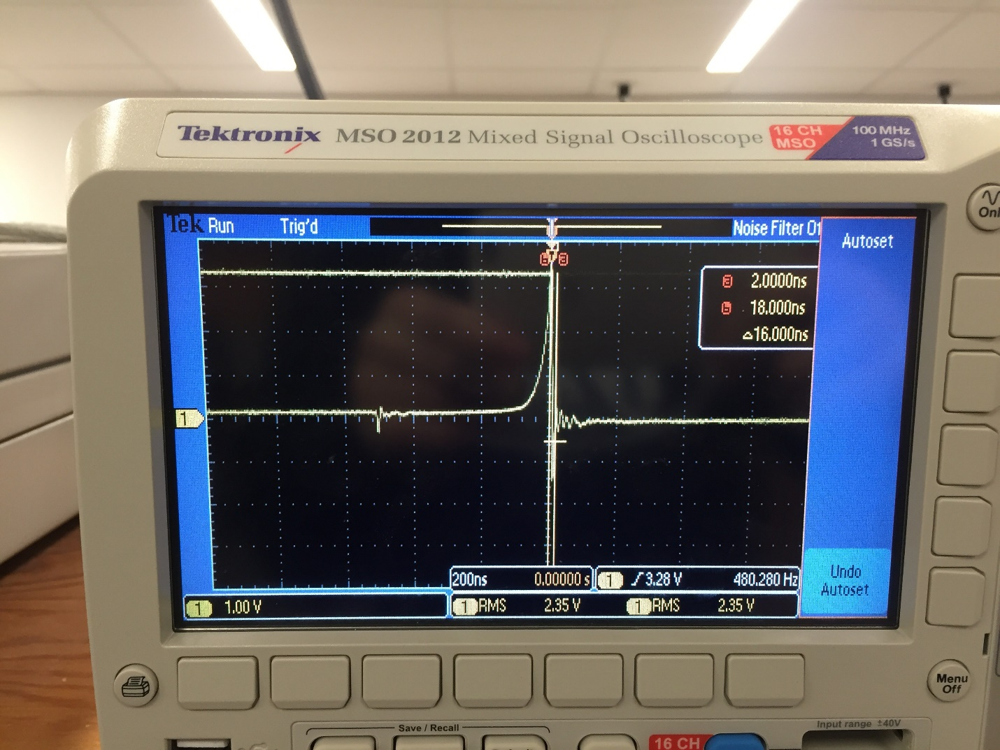 Tektronix MSO 2012 Mixed Signal Oscilloscope 16 CH MSO 100 MHz 1 GS/s
Tek Run Trig'd Noise Filter Of
Autoset
a 2.0000ns
b 18.000ns
△16.000ns
1
200ns 0.00000 s 1 3.28 V 480.280 Hz
1 1.00 V
1 RMS 2.35 V 1 RMS 2.35 V
Undo
Autoset
Menu
Off
Save / Recall
16 CH
Input range ±40V